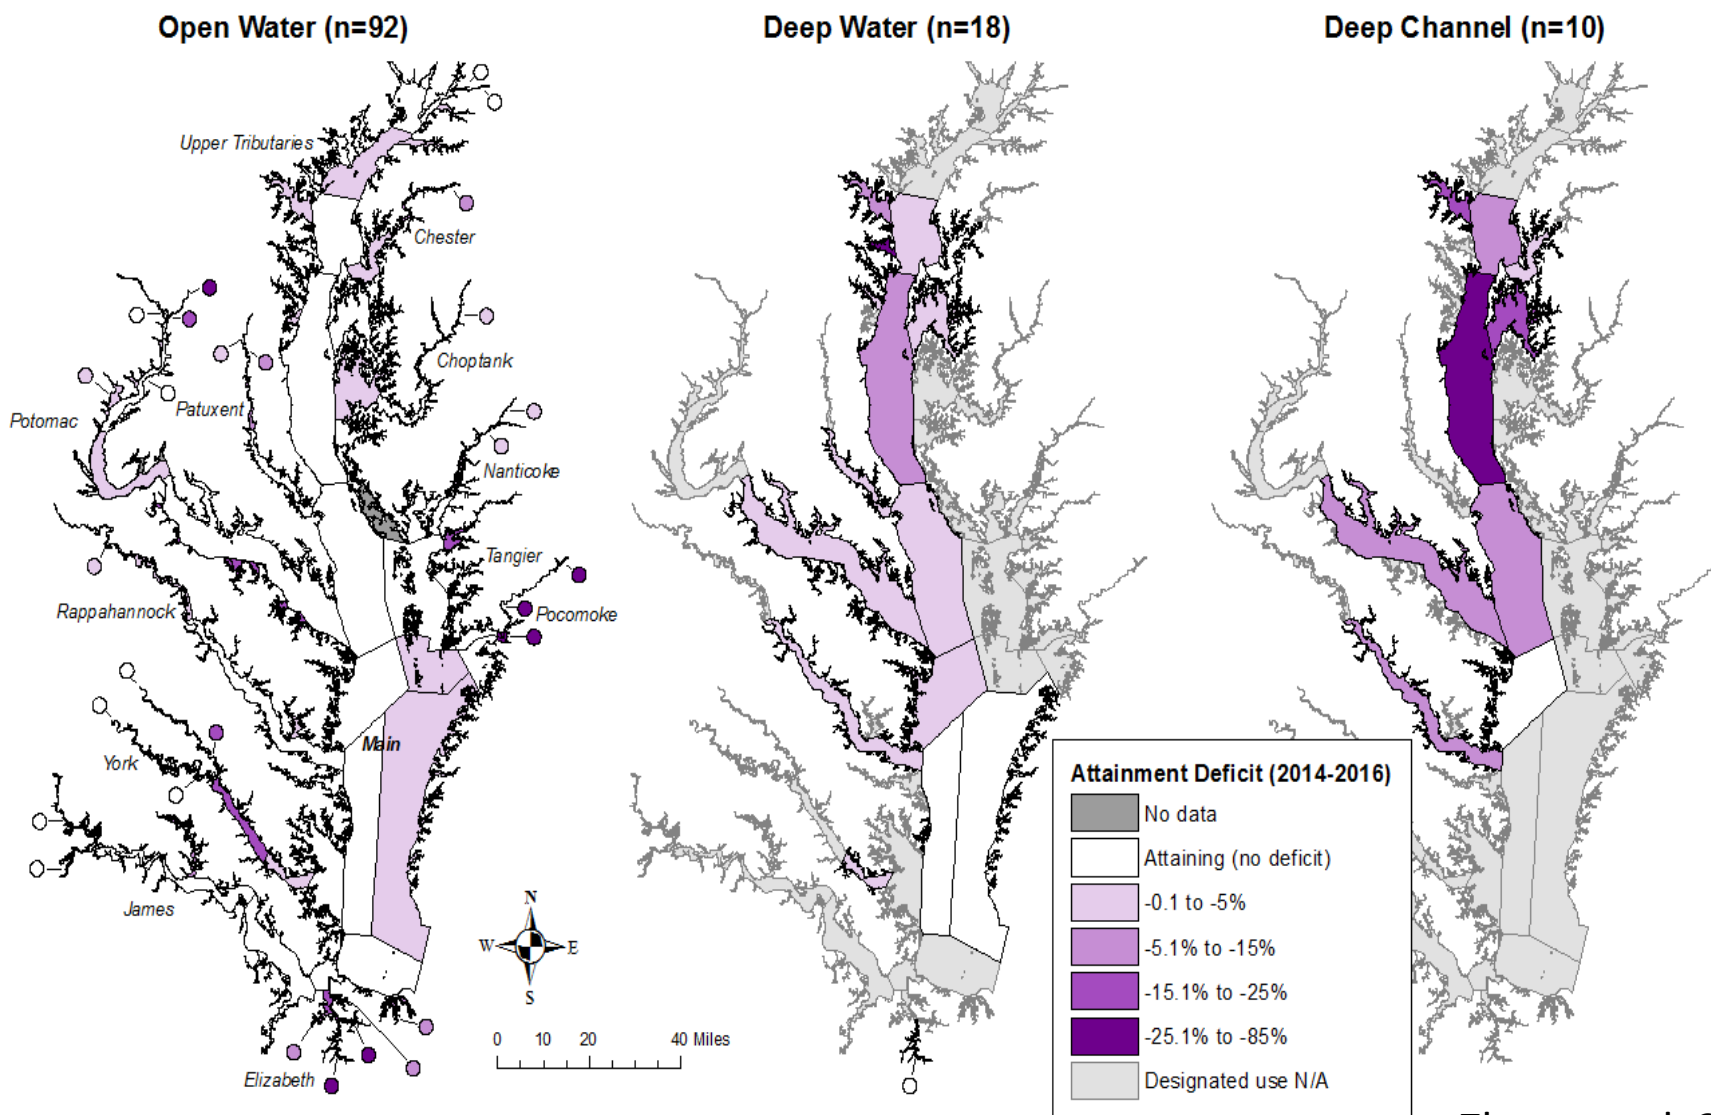 Open Water (n=92)
Deep Water (n=18)
Deep Channel (n=10)
Upper Tributaries
Chester
Choptank
Potomac
Patuxent
Nanticoke
Tangier
Rappahannock
Pocomoke
Main
York
James
Elizabeth
N
W
E
S
0 10 20 40 Miles
Attainment Deficit (2014-2016)
No data
Attaining (no deficit)
-0.1 to -5%
-5.1% to -15%
-15.1% to -25%
-25.1% to -85%
Designated use N/A